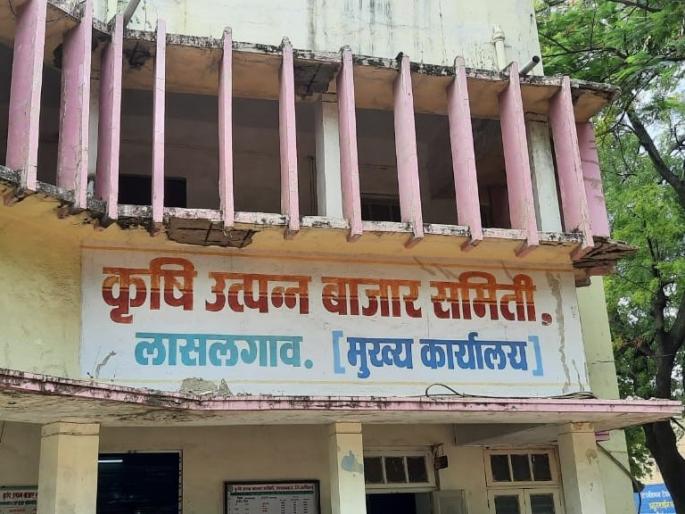 कृषि उत्पन्न बाजार समिती.
लासलगाव. [मुख्य कार्यालय]